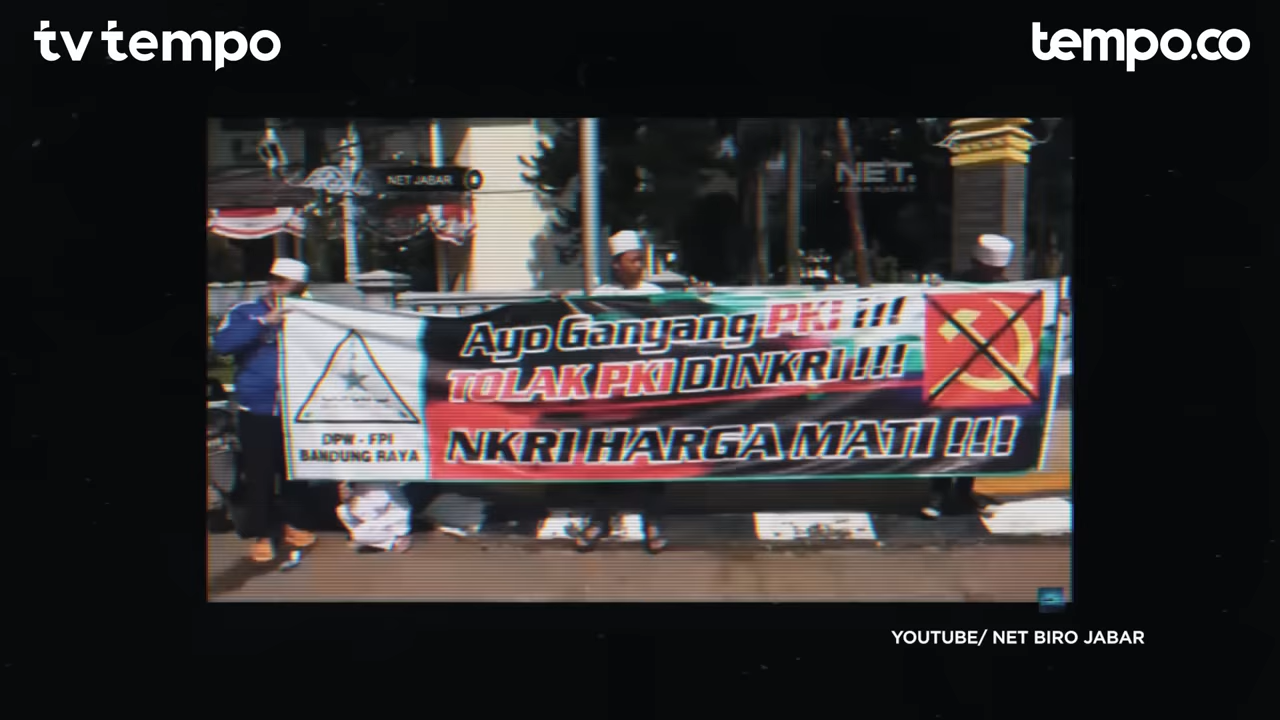 tv tempo
tempo.co
NET JABAR
NET.
Ayo Ganyang PKI !!!
TOLAK PKI DI NKRI !!!
NKRI HARGA MATI !!!
DPW - FPI
BANDUNG RAYA
YOUTUBE/ NET BIRO JABAR